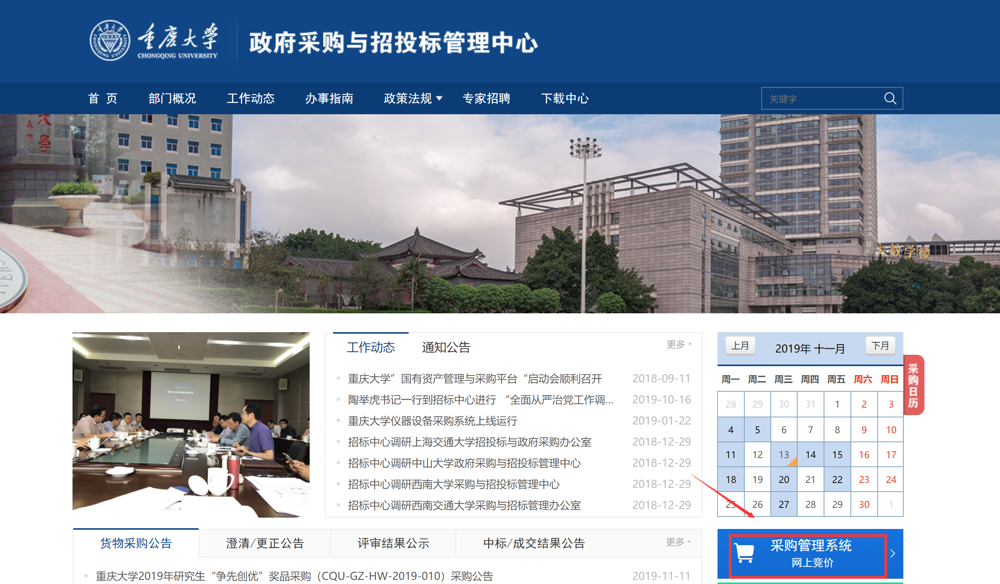 重庆大学
CHONGQING UNIVERSITY
政府采购与招投标管理中心
首 页 部门概况 工作动态 办事指南 政策法规 专家招聘 下载中心
关键字
大
学
教学楼
工作动态 通知公告 更多 +
重庆大学”国有资产管理与采购平台“启动会顺利召开 2018-09-11
陶举虎书记一行到招标中心进行 “全面从严治党工作调... 2019-10-16
重庆大学仪器设备采购系统上线运行 2019-01-22
招标中心调研上海交通大学招投标与政府采购办公室 2018-12-29
招标中心调研中山大学政府采购与招投标管理中心 2018-12-29
招标中心调研西南大学采购与招投标管理中心 2018-12-29
招标中心调研西南交通大学采购与招标管理办公室 2018-12-29
上月 2019年 十一月 下月
周一 周二 周三 周四 周五 周六 周日
28 29 30 31 1 2 3
4 5 6 7 8 9 10
11 12 13 14 15 16 17
18 19 20 21 22 23 24
25 26 27 28 29 30 1
采购日历
货物采购公告 澄清/更正公告 评审结果公示 中标/成交结果公告 更多 +
重庆大学2019年研究生“争先创优”奖品采购（CQU-GZ-HW-2019-010）采购公告 2019-11-11
采购管理系统
网上竞价